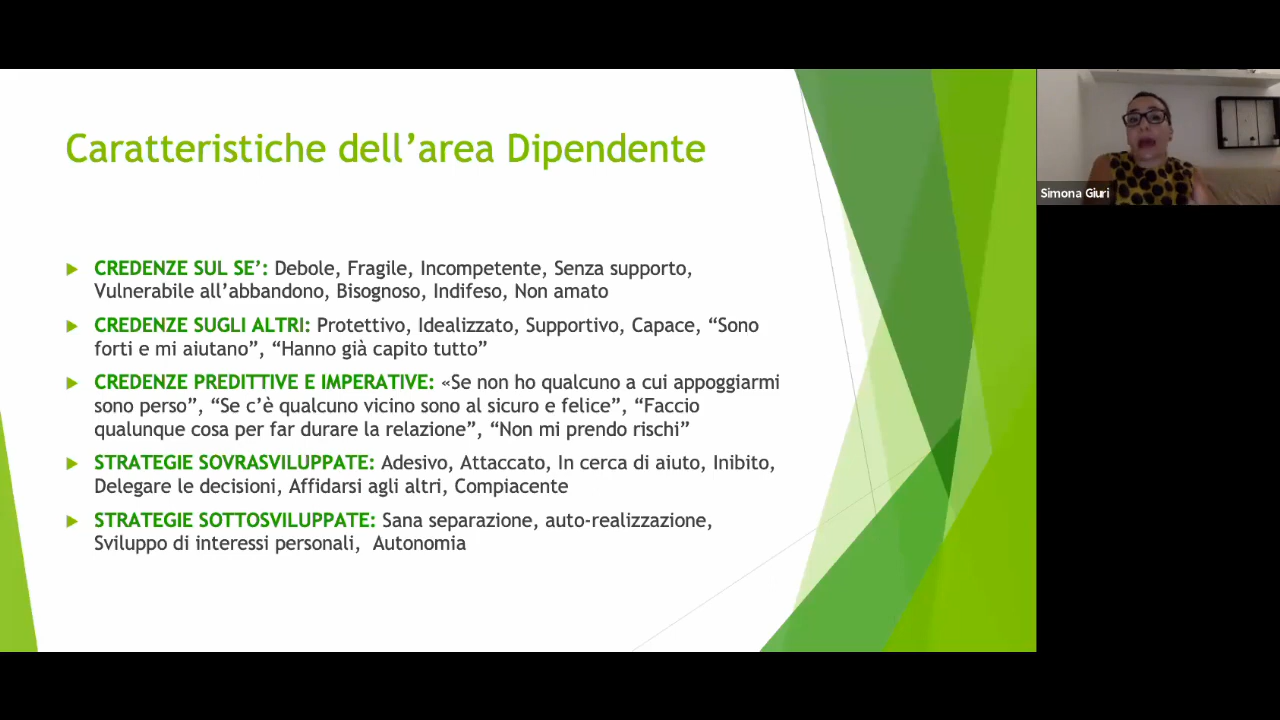 Caratteristiche dell’area Dipendente
CREDENZE SUL SE’: Debole, Fragile, Incompetente, Senza supporto,
Vulnerabile all’abbandono, Bisognoso, Indifeso, Non amato
CREDENZE SUGLI ALTRI: Protettivo, Idealizzato, Supportivo, Capace, “Sono
forti e mi aiutano”, “Hanno già capito tutto”
CREDENZE PREDITTIVE E IMPERATIVE: «Se non ho qualcuno a cui appoggiarmi
sono perso”, “Se c’è qualcuno vicino sono al sicuro e felice”, “Faccio
qualunque cosa per far durare la relazione”, “Non mi prendo rischi”
STRATEGIE SOVRASVILUPPATE: Adesivo, Attaccato, In cerca di aiuto, Inibito,
Delegare le decisioni, Affidarsi agli altri, Compiacente
STRATEGIE SOTTOSVILUPPATE: Sana separazione, auto-realizzazione,
Sviluppo di interessi personali,  Autonomia
Simona Giuri